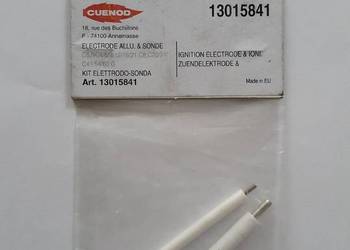 CUENOD
13015841
18, rue des Buchillons
F - 74100 Annemasse
ELECTRODE ALLU. & SONDE
IGNITION ELECTRODE & IONI.
ZUENDELEKTRODE &
KIT ELETTRODO-SONDA
Art. 13015841
Made in EU